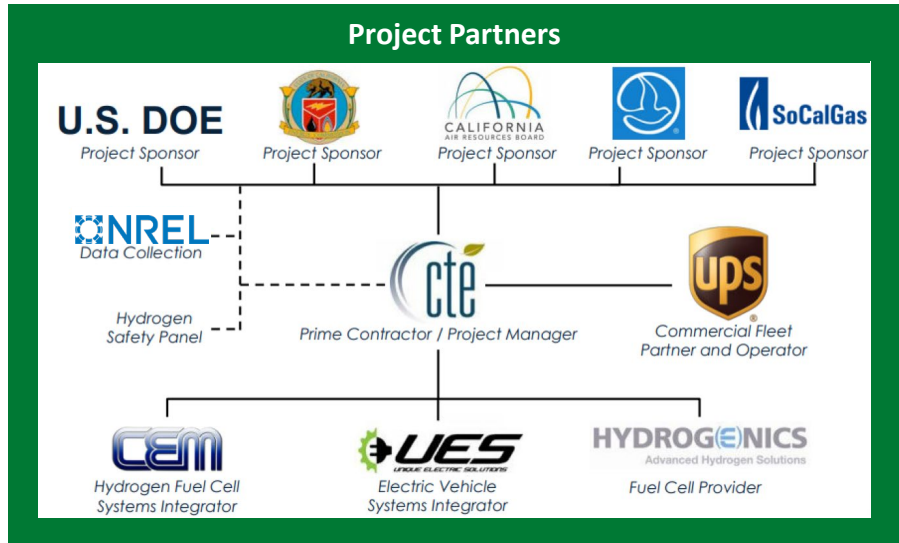 Project Partners
U.S. DOE
Project Sponsor
Project Sponsor
CALIFORNIA
AIR RESOURCES BOARD
Project Sponsor
®
Project Sponsor
SoCalGas
Project Sponsor
NREL
Data Collection
Hydrogen
Safety Panel
cte
Prime Contractor / Project Manager
ups
®
Commercial Fleet
Partner and Operator
CEM
Hydrogen Fuel Cell
Systems Integrator
UES
UNIQUE ELECTRIC SOLUTIONS
Electric Vehicle
Systems Integrator
HYDROG(E)NICS
Advanced Hydrogen Solutions
Fuel Cell Provider